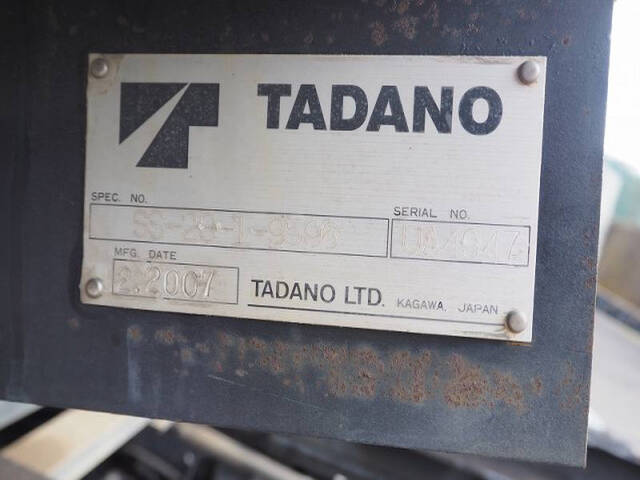 TADANO
SPEC. NO.
SERIAL NO.
MFG. DATE
2.2007
TADANO LTD. KAGAWA, JAPAN